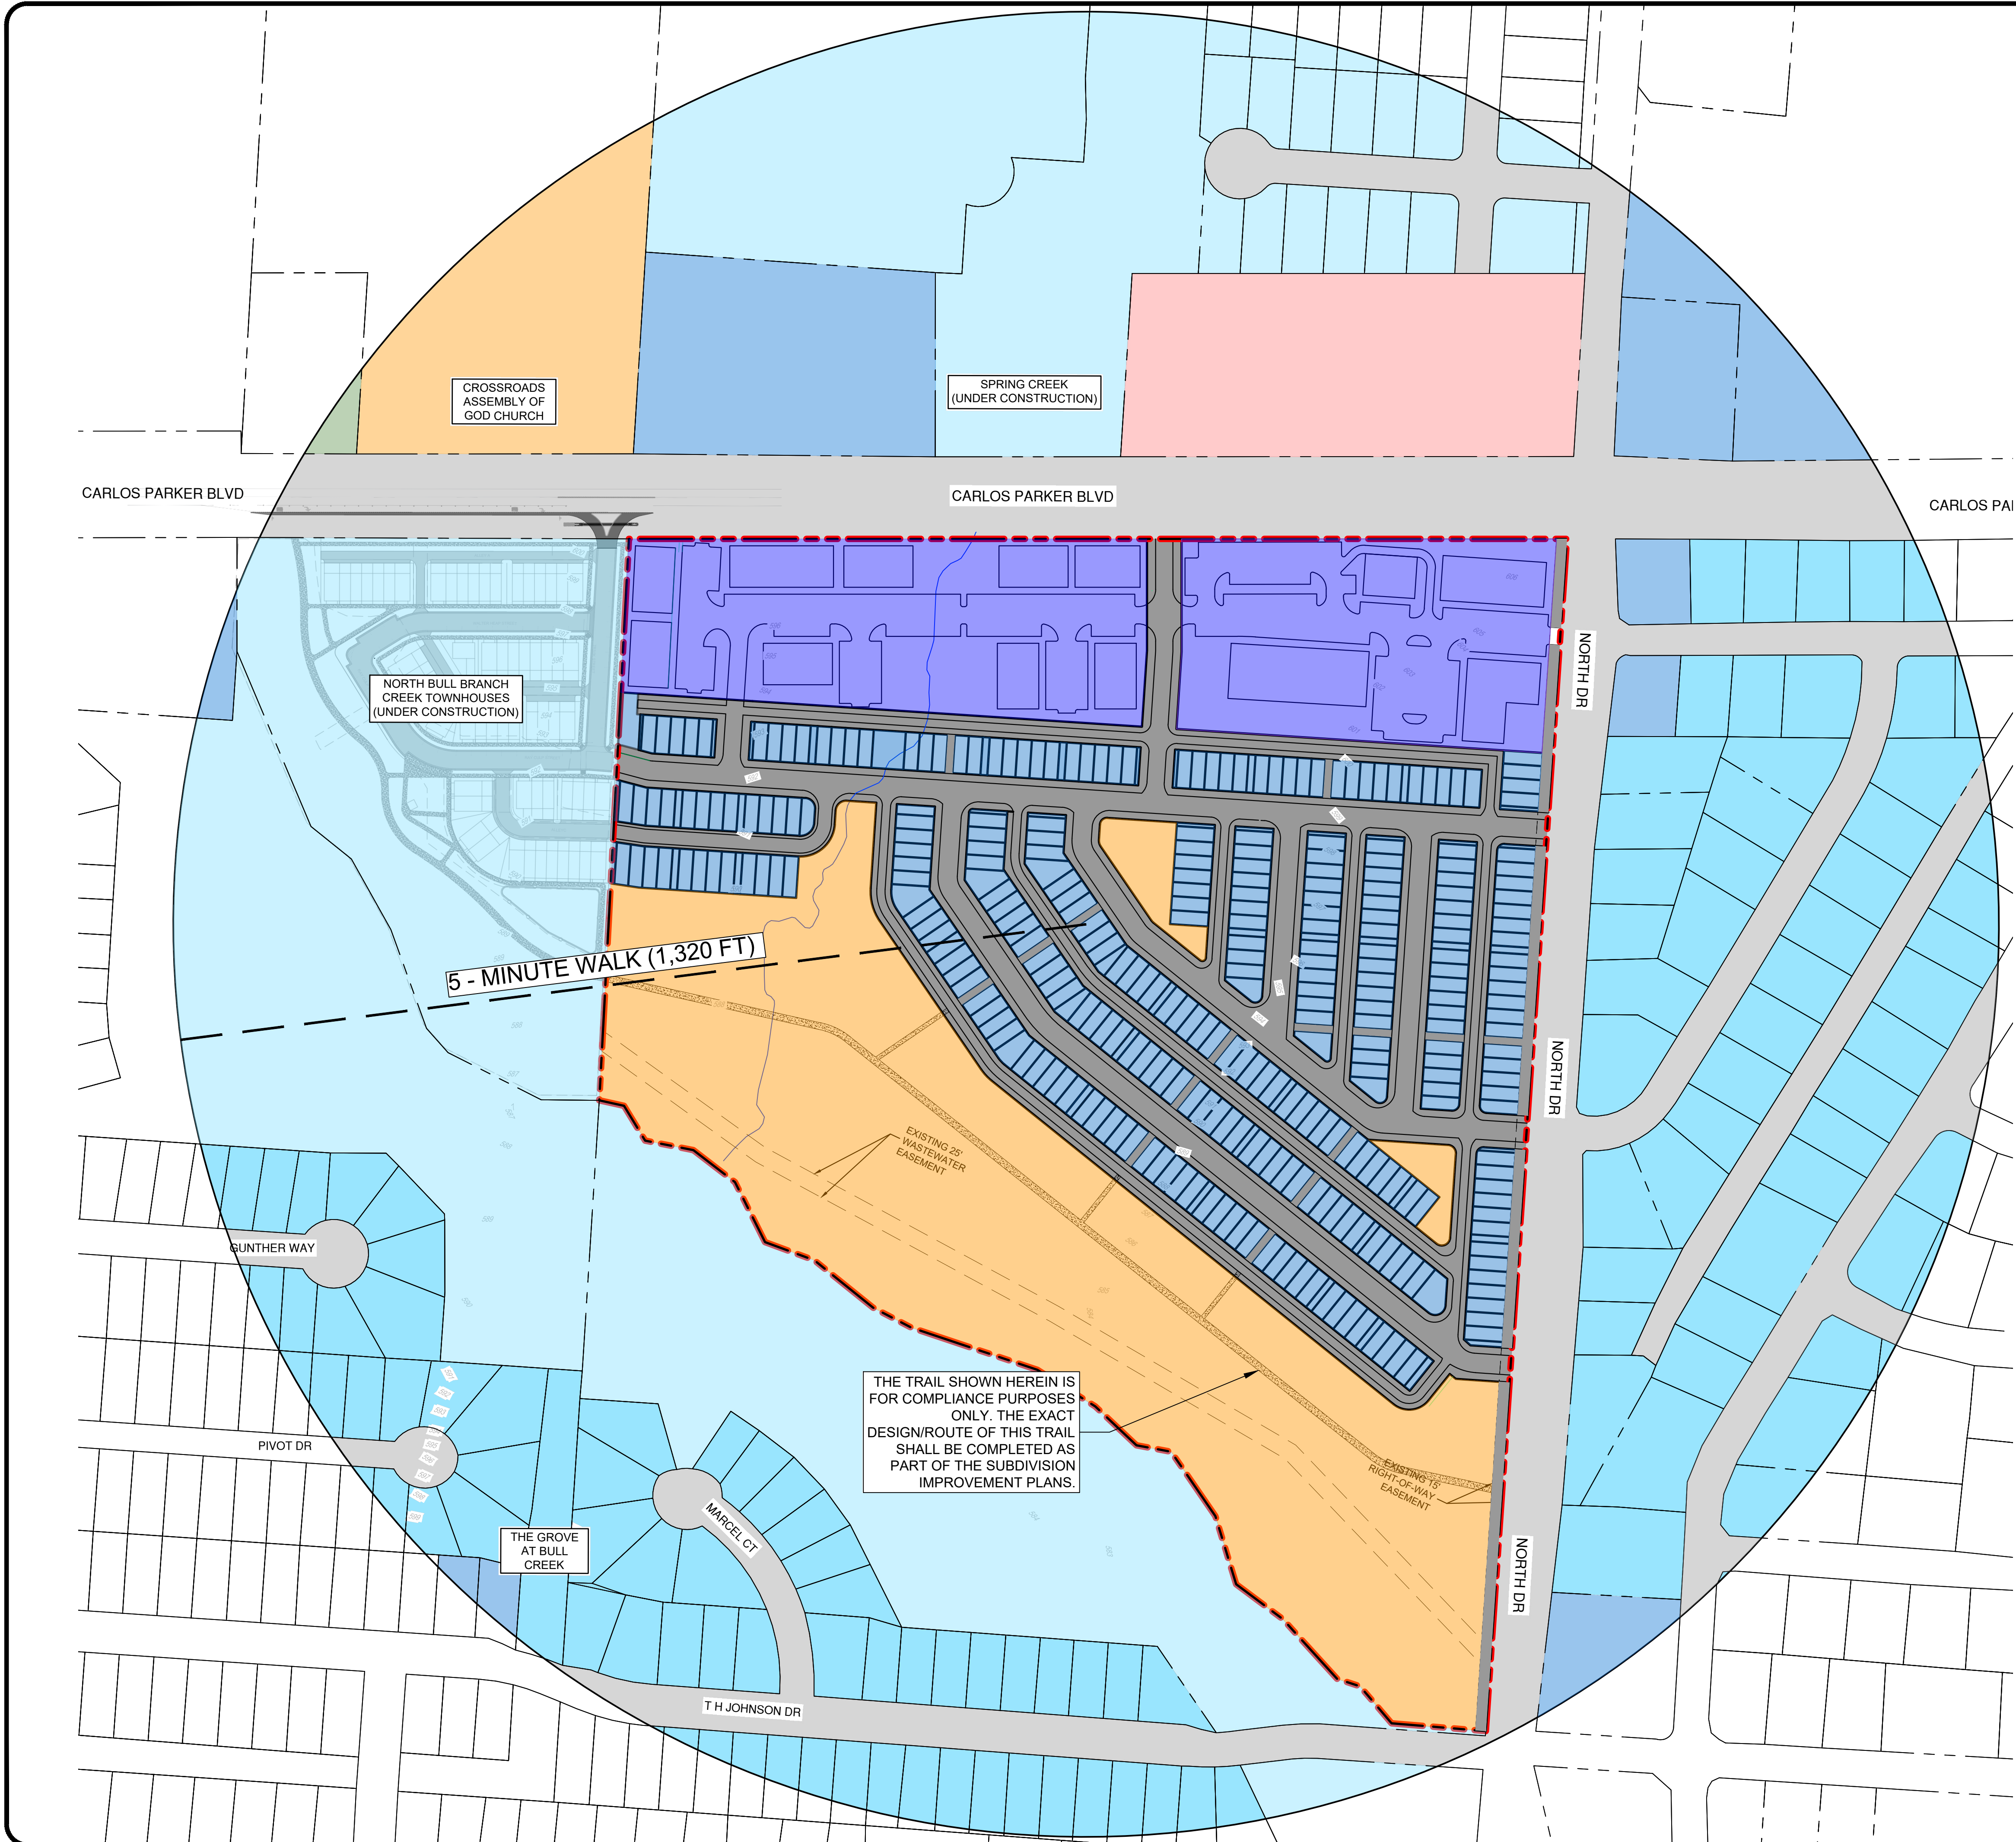 CROSSROADS
ASSEMBLY OF
GOD CHURCH
SPRING CREEK
(UNDER CONSTRUCTION)
CARLOS PARKER BLVD
CARLOS PARKER BLVD
CARLOS PA
NORTH BULL BRANCH
CREEK TOWNHOUSES
(UNDER CONSTRUCTION)
NORTH DR
5 - MINUTE WALK (1,320 FT)
NORTH DR
EXISTING 25'
WASTEWATER
EASEMENT
GUNTHER WAY
THE TRAIL SHOWN HEREIN IS
FOR COMPLIANCE PURPOSES
ONLY. THE EXACT
DESIGN/ROUTE OF THIS TRAIL
SHALL BE COMPLETED AS
PART OF THE SUBDIVISION
IMPROVEMENT PLANS.
PIVOT DR
EXISTING 15'
RIGHT-OF-WAY
EASEMENT
MARCEL CT
THE GROVE
AT BULL
CREEK
NORTH DR
T H JOHNSON DR